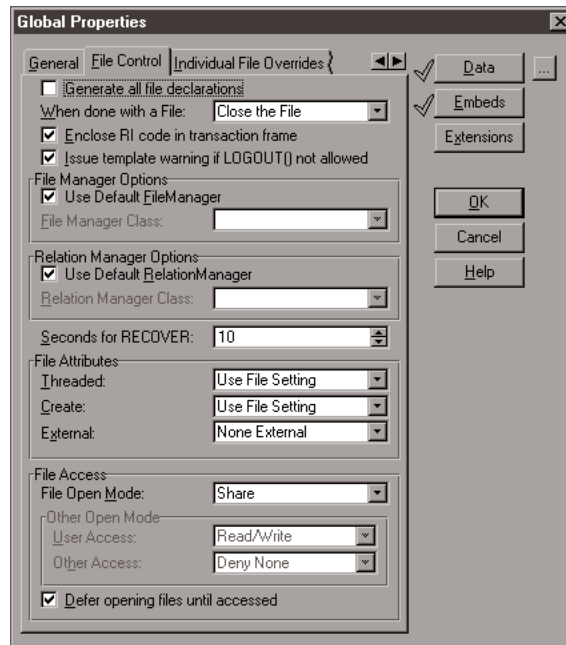 Global Properties
General
File Control
Individual File Overrides
Data
...
Embeds
Extensions
OK
Cancel
Help
Generate all file declarations
When done with a File: Close the File
Enclose RI code in transaction frame
Issue template warning if LOGOUT() not allowed
File Manager Options
Use Default FileManager
File Manager Class:
Relation Manager Options
Use Default RelationManager
Relation Manager Class:
Seconds for RECOVER: 10
File Attributes
Threaded: Use File Setting
Create: Use File Setting
External: None External
File Access
File Open Mode: Share
Other Open Mode
User Access: Read/Write
Other Access: Deny None
Defer opening files until accessed